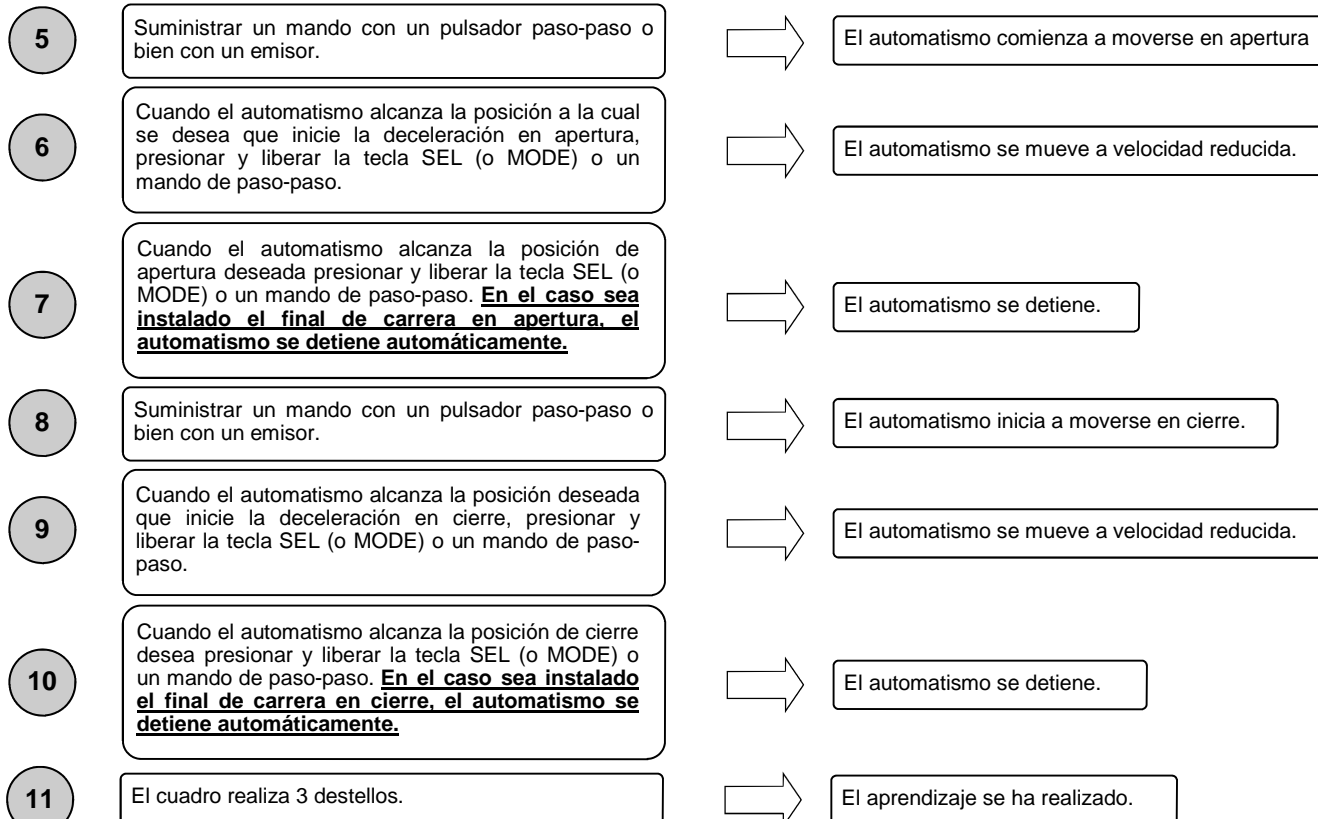 5
Suministrar un mando con un pulsador paso-paso o
bien con un emisor.
El automatismo comienza a moverse en apertura
6
Cuando el automatismo alcanza la posición a la cual
se desea que inicie la deceleración en apertura,
presionar y liberar la tecla SEL (o MODE) o un
mando de paso-paso.
El automatismo se mueve a velocidad reducida.
7
Cuando el automatismo alcanza la posición de
apertura deseada presionar y liberar la tecla SEL (o
MODE) o un mando de paso-paso. En el caso sea
instalado el final de carrera en apertura, el
automatismo se detiene automáticamente.
El automatismo se detiene.
8
Suministrar un mando con un pulsador paso-paso o
bien con un emisor.
El automatismo inicia a moverse en cierre.
9
Cuando el automatismo alcanza la posición deseada
que inicie la deceleración en cierre, presionar y
liberar la tecla SEL (o MODE) o un mando de paso-
paso.
El automatismo se mueve a velocidad reducida.
10
Cuando el automatismo alcanza la posición de cierre
desea presionar y liberar la tecla SEL (o MODE) o
un mando de paso-paso. En el caso sea instalado
el final de carrera en cierre, el automatismo se
detiene automáticamente.
El automatismo se detiene.
11
El cuadro realiza 3 destellos.
El aprendizaje se ha realizado.